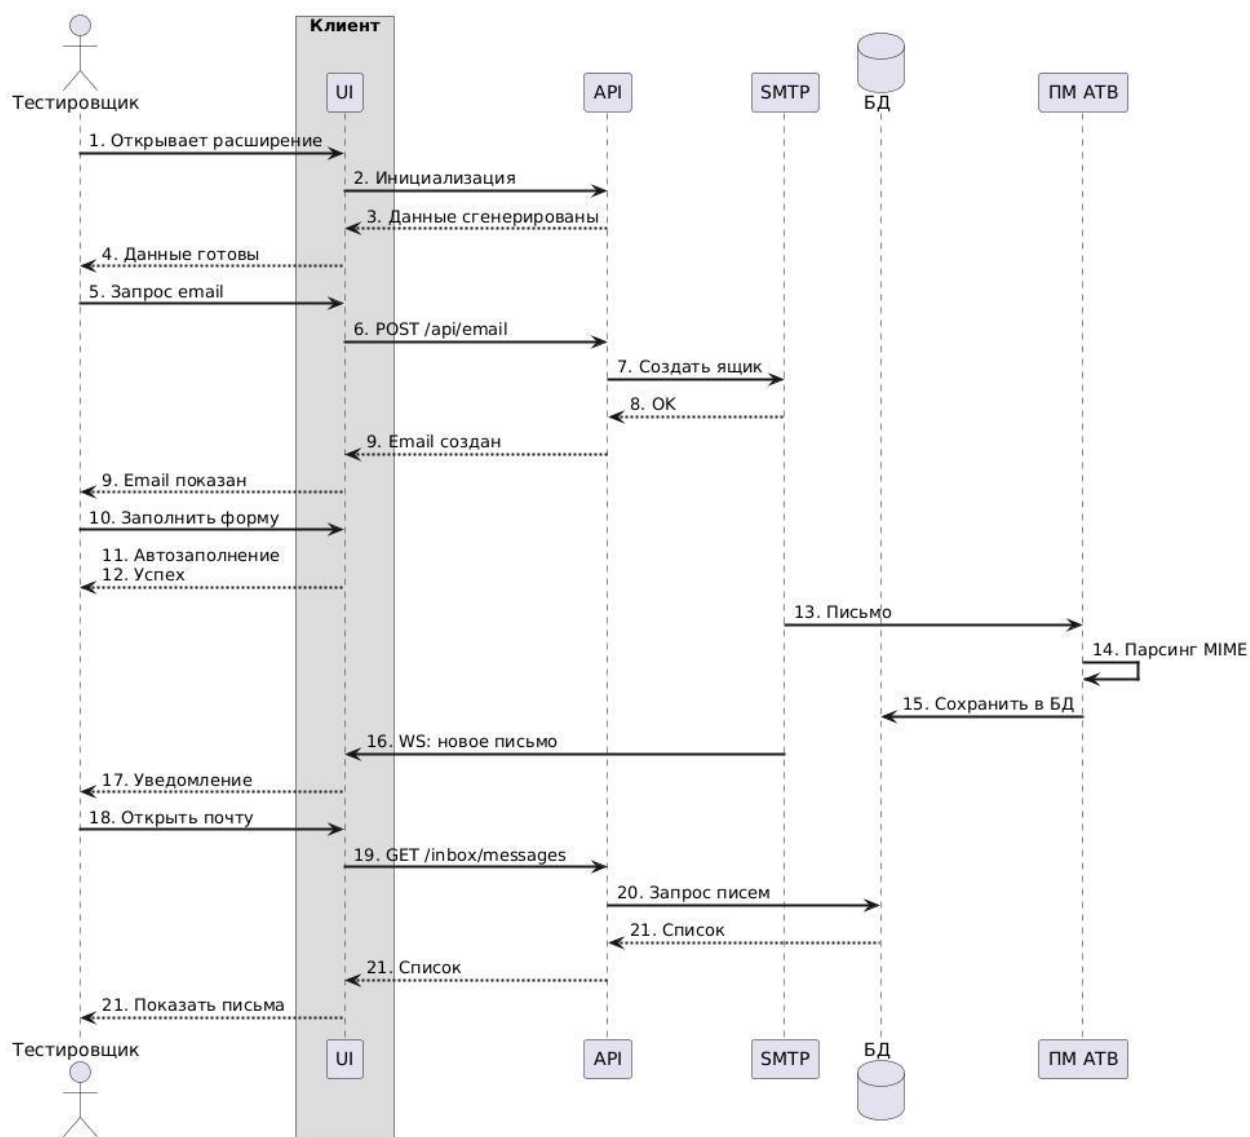 Клиент
Тестировщик
UI
API
SMTP
БД
ПМ АТВ
1. Открывает расширение
2. Инициализация
3. Данные сгенерированы
4. Данные готовы
5. Запрос email
6. POST /api/email
7. Создать ящик
8. OK
9. Email создан
9. Email показан
10. Заполнить форму
11. Автозаполнение
12. Успех
13. Письмо
14. Парсинг MIME
15. Сохранить в БД
16. WS: новое письмо
17. Уведомление
18. Открыть почту
19. GET /inbox/messages
20. Запрос писем
21. Список
21. Список
21. Показать письма
Тестировщик
UI
API
SMTP
БД
ПМ АТВ